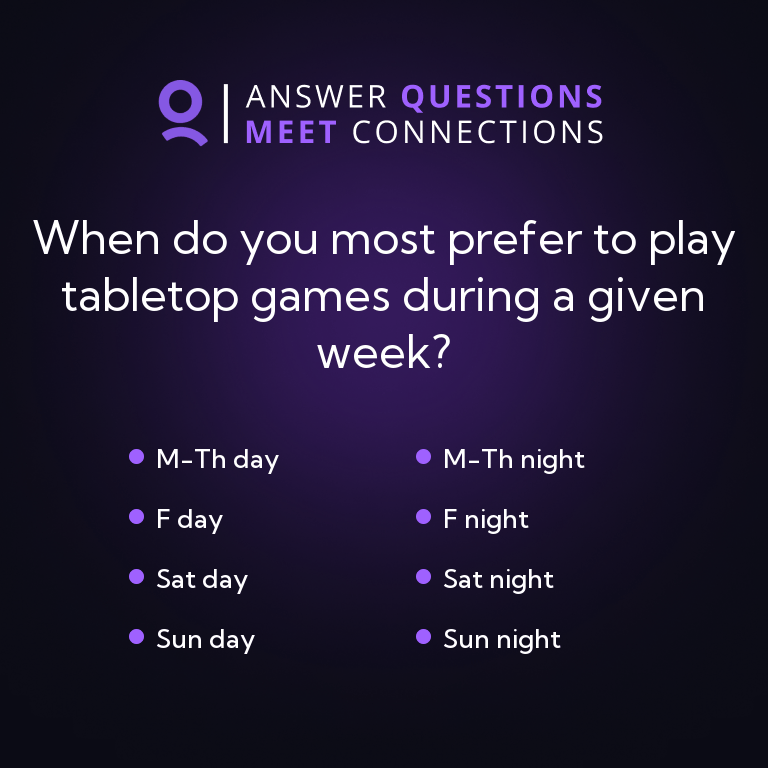 ANSWER QUESTIONS
MEET CONNECTIONS
When do you most prefer to play
tabletop games during a given
week?
M-Th day
M-Th night
F day
F night
Sat day
Sat night
Sun day
Sun night